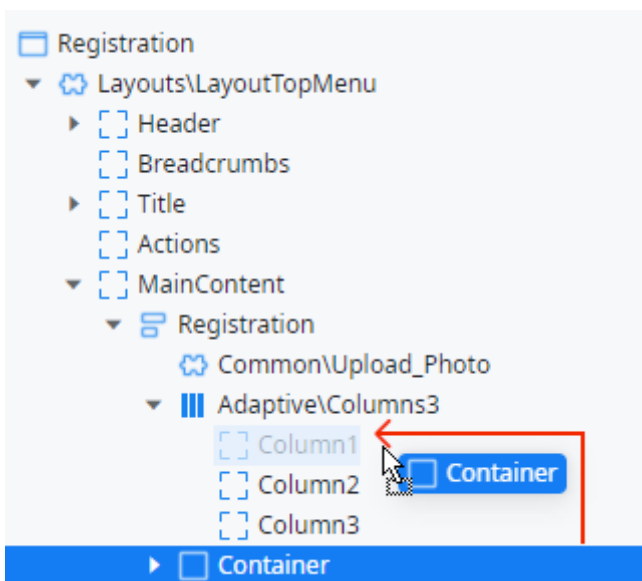 Registration
Layouts\LayoutTopMenu
Header
Breadcrumbs
Title
Actions
MainContent
Registration
Common\Upload_Photo
Adaptive\Columns3
Column1
Container
Column2
Column3
Container